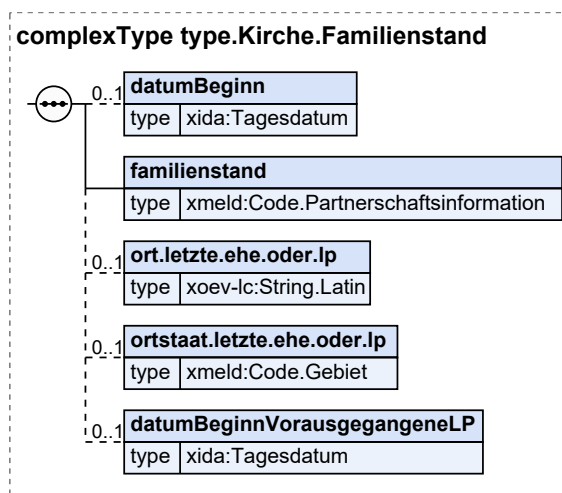 complexType type.Kirche.Familienstand
0..1 datumBeginn
type xida:Tagesdatum
familienstand
type xmeld:Code.Partnerschaftsinformation
0..1 ort.letzte.ehe.oder.lp
type xoev-lc:String.Latin
0..1 ortstaat.letzte.ehe.oder.lp
type xmeld:Code.Gebiet
0..1 datumBeginnVorausgegangeneLP
type xida:Tagesdatum